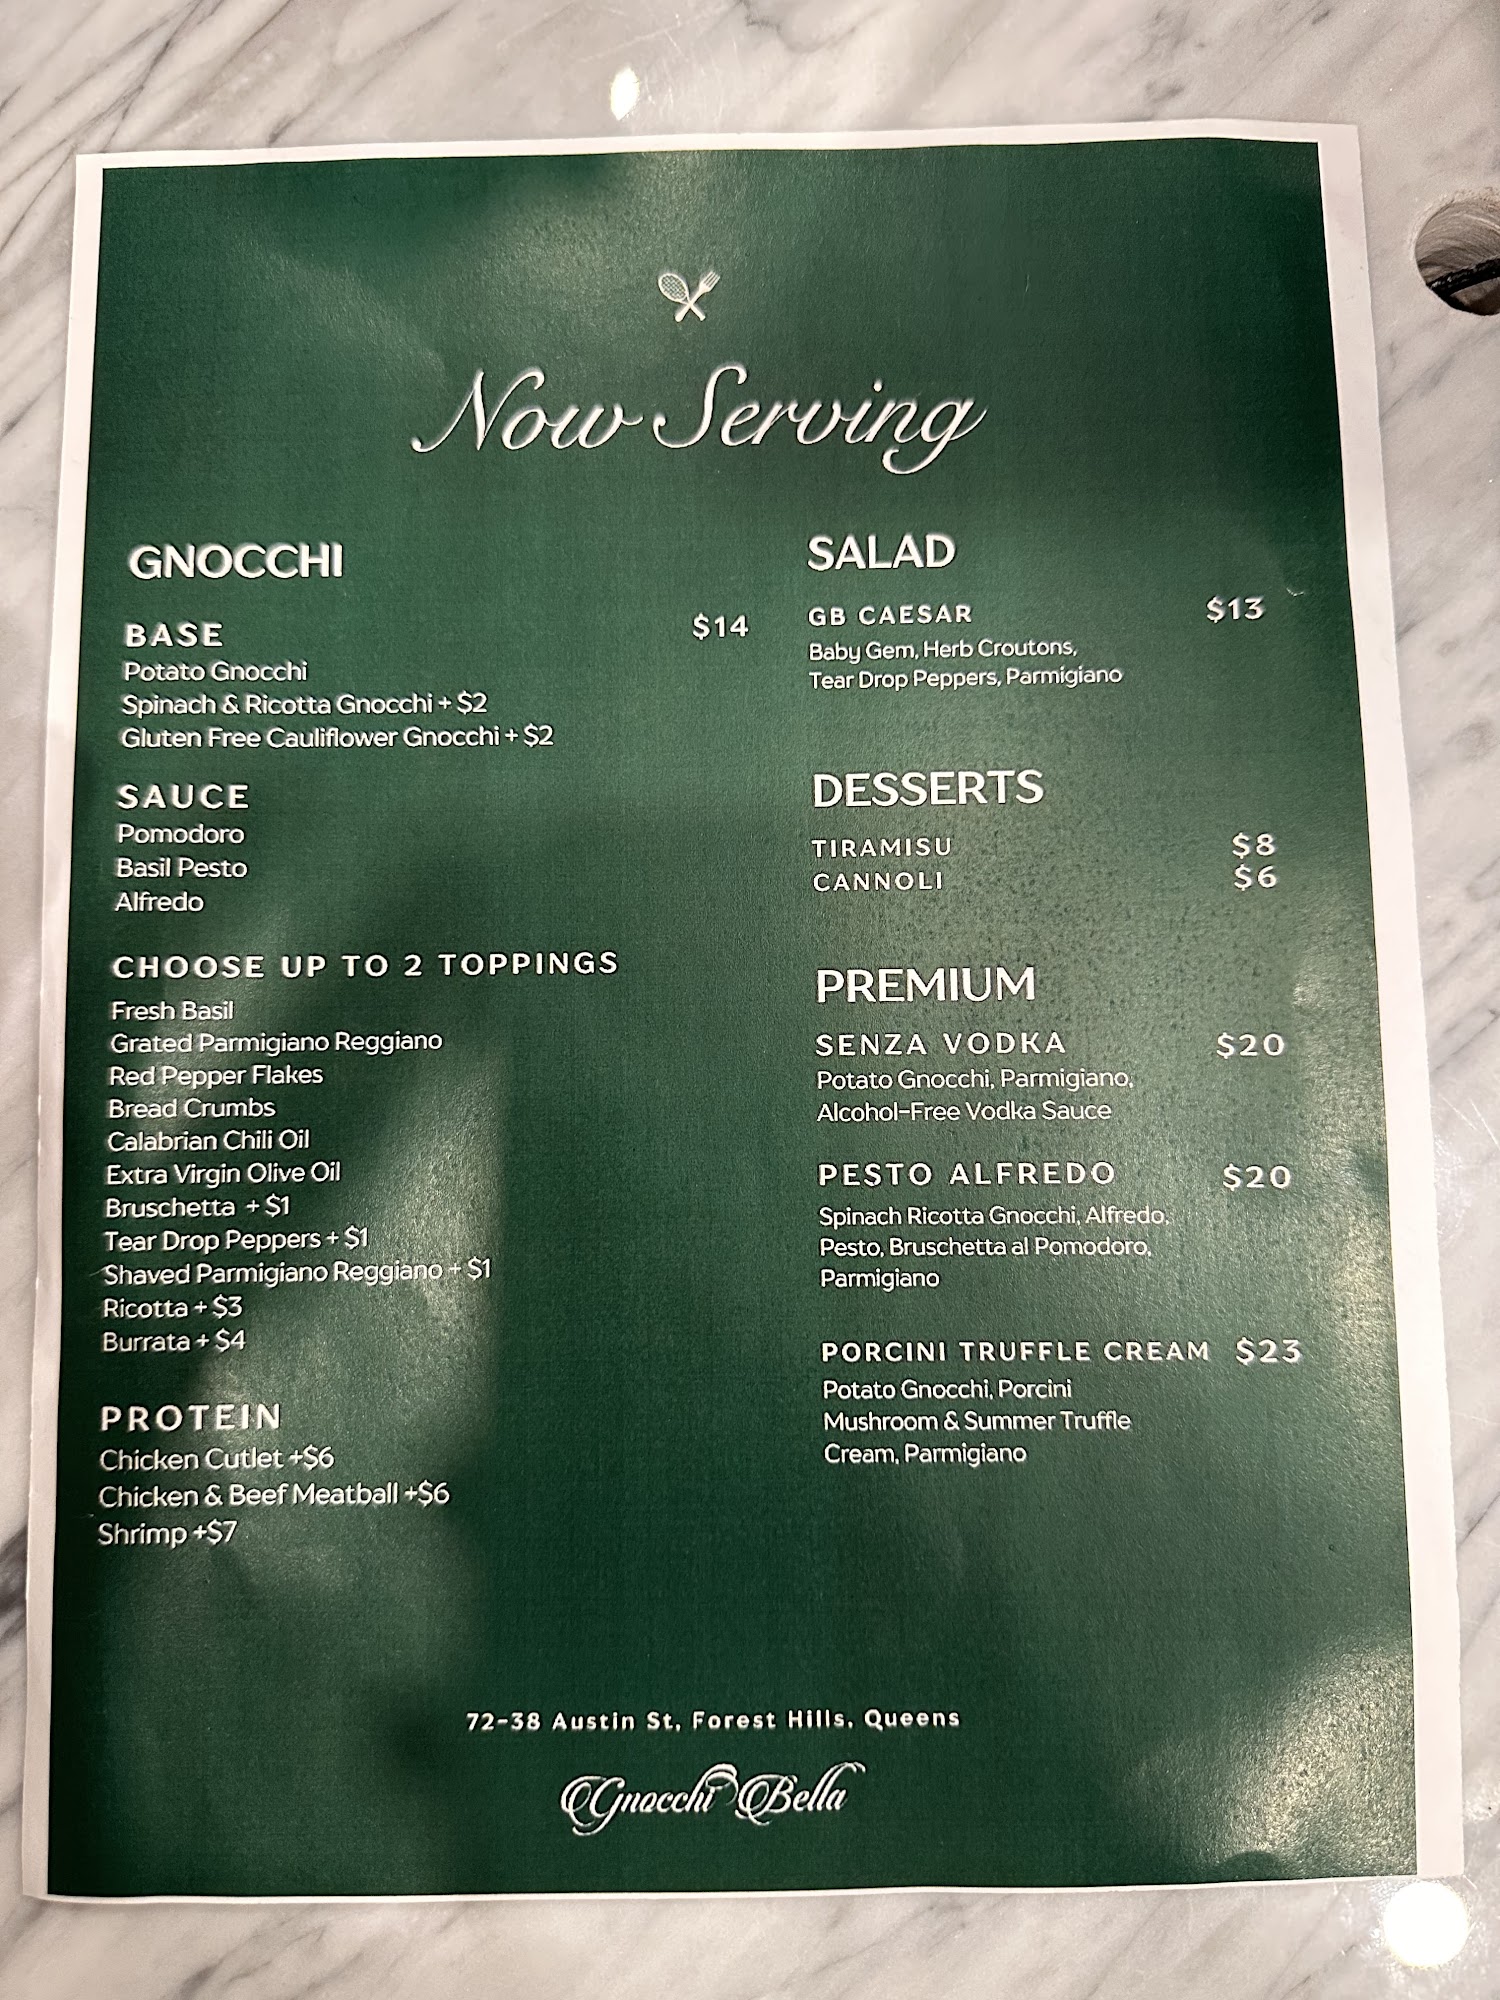 Now Serving
GNOCCHI
BASE $14
Potato Gnocchi
Spinach & Ricotta Gnocchi + $2
Gluten Free Cauliflower Gnocchi + $2
SAUCE
Pomodoro
Basil Pesto
Alfredo
CHOOSE UP TO 2 TOPPINGS
Fresh Basil
Grated Parmigiano Reggiano
Red Pepper Flakes
Bread Crumbs
Calabrian Chili Oil
Extra Virgin Olive Oil
Bruschetta + $1
Tear Drop Peppers + $1
Shaved Parmigiano Reggiano + $1
Ricotta + $3
Burrata + $4
PROTEIN
Chicken Cutlet +$6
Chicken & Beef Meatball +$6
Shrimp +$7
SALAD
GB CAESAR $13
Baby Gem, Herb Croutons,
Tear Drop Peppers, Parmigiano
DESSERTS
TIRAMISU $8
CANNOLI $6
PREMIUM
SENZA VODKA $20
Potato Gnocchi, Parmigiano,
Alcohol-Free Vodka Sauce
PESTO ALFREDO $20
Spinach Ricotta Gnocchi, Alfredo,
Pesto, Bruschetta al Pomodoro,
Parmigiano
PORCINI TRUFFLE CREAM $23
Potato Gnocchi, Porcini
Mushroom & Summer Truffle
Cream, Parmigiano
72-38 Austin St, Forest Hills, Queens
Gnocchi Bella